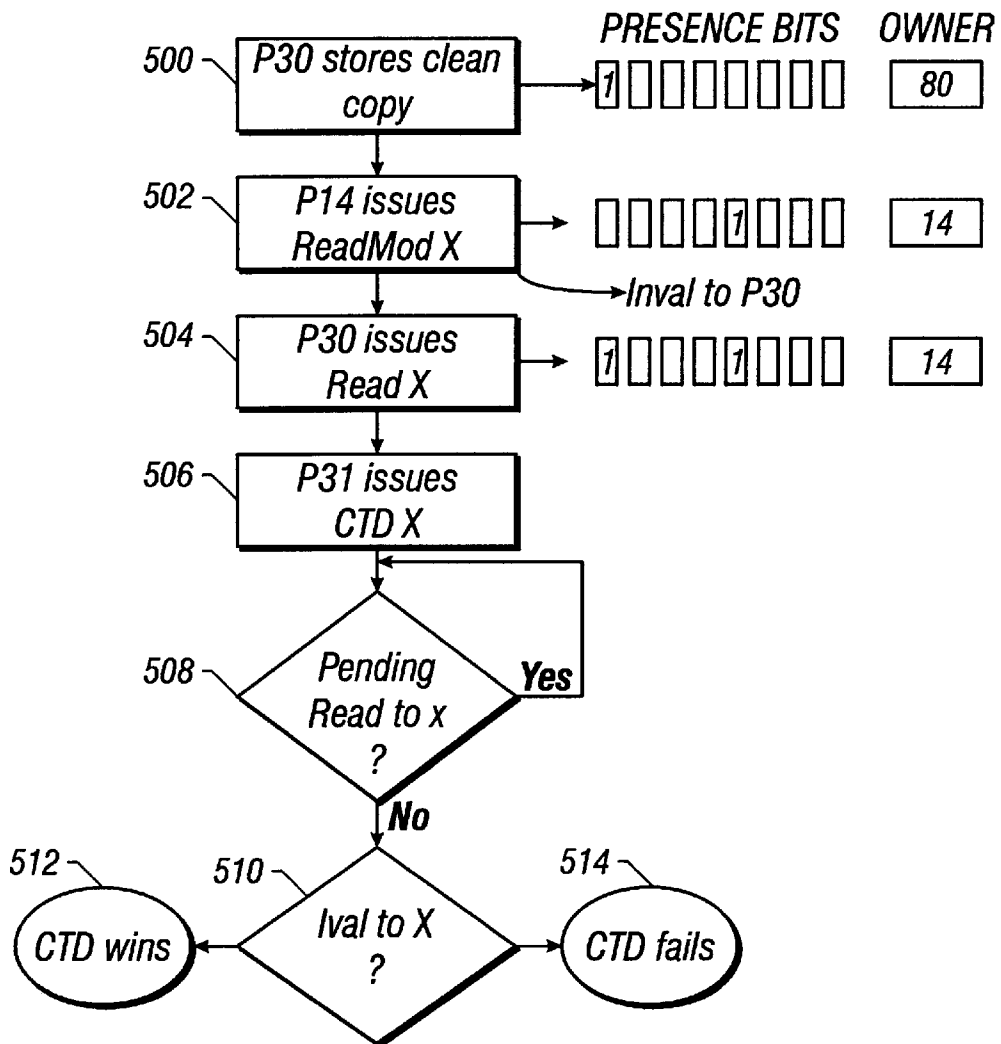 PRESENCE BITS OWNER
500 P30 stores clean copy 1 80
502 P14 issues ReadMod X 1 14
Inval to P30
504 P30 issues Read X 1 1 14
506 P31 issues CTD X
508 Pending Read to x ? Yes
No
512 510 514
CTD wins Ival to X ? CTD fails